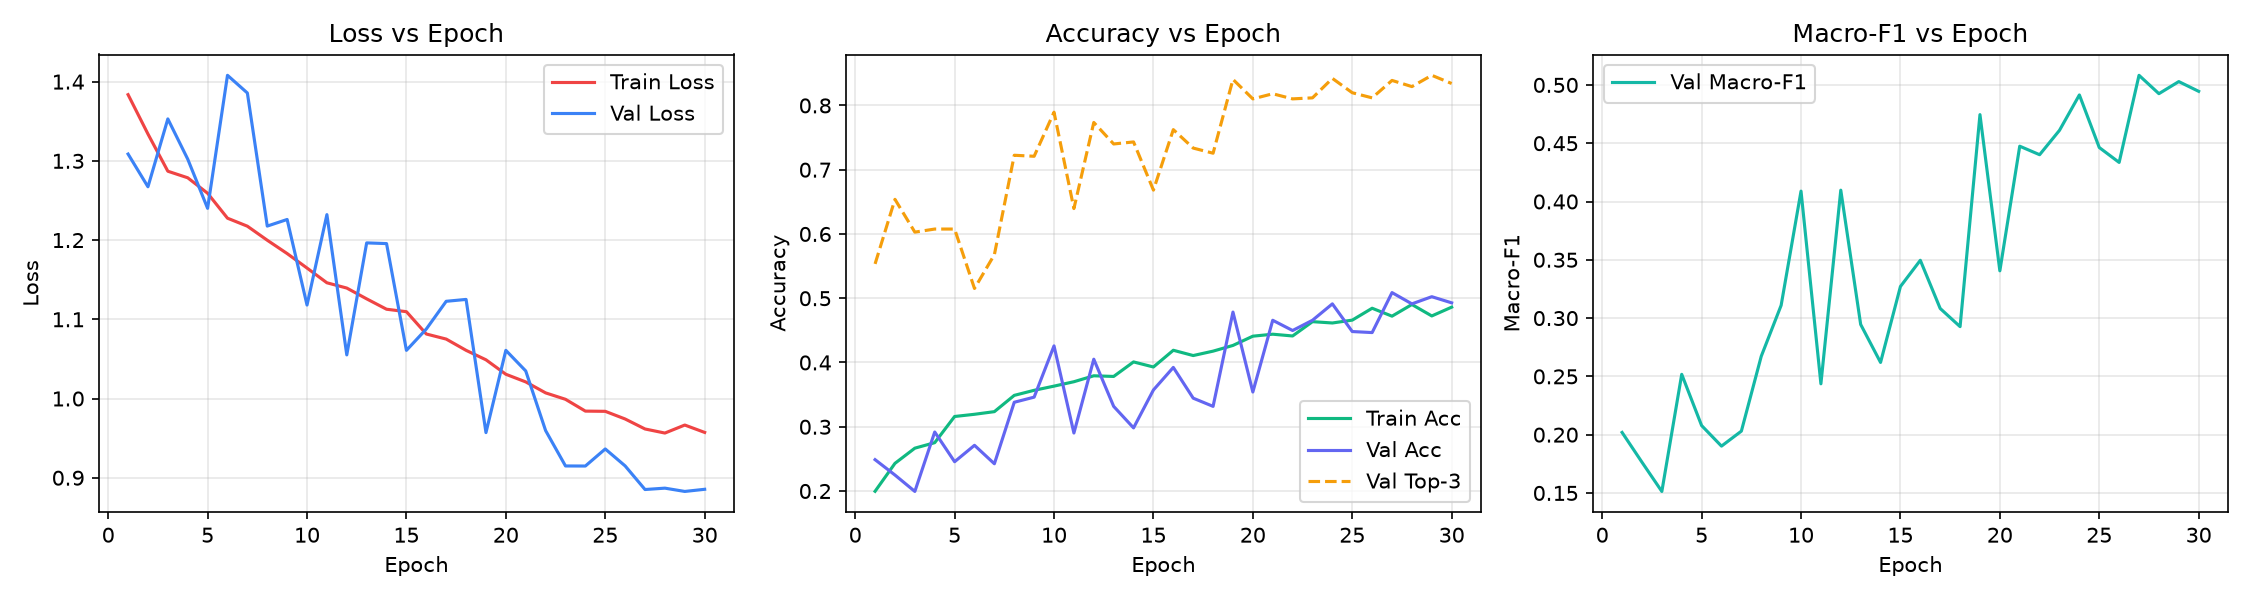 Loss vs Epoch
Loss
1.4
1.3
1.2
1.1
1.0
0.9
Train Loss
Val Loss
0 5 10 15 20 25 30
Epoch
Accuracy vs Epoch
Accuracy
0.8
0.7
0.6
0.5
0.4
0.3
0.2
Train Acc
Val Acc
Val Top-3
0 5 10 15 20 25 30
Epoch
Macro-F1 vs Epoch
Macro-F1
0.50
0.45
0.40
0.35
0.30
0.25
0.20
0.15
Val Macro-F1
0 5 10 15 20 25 30
Epoch